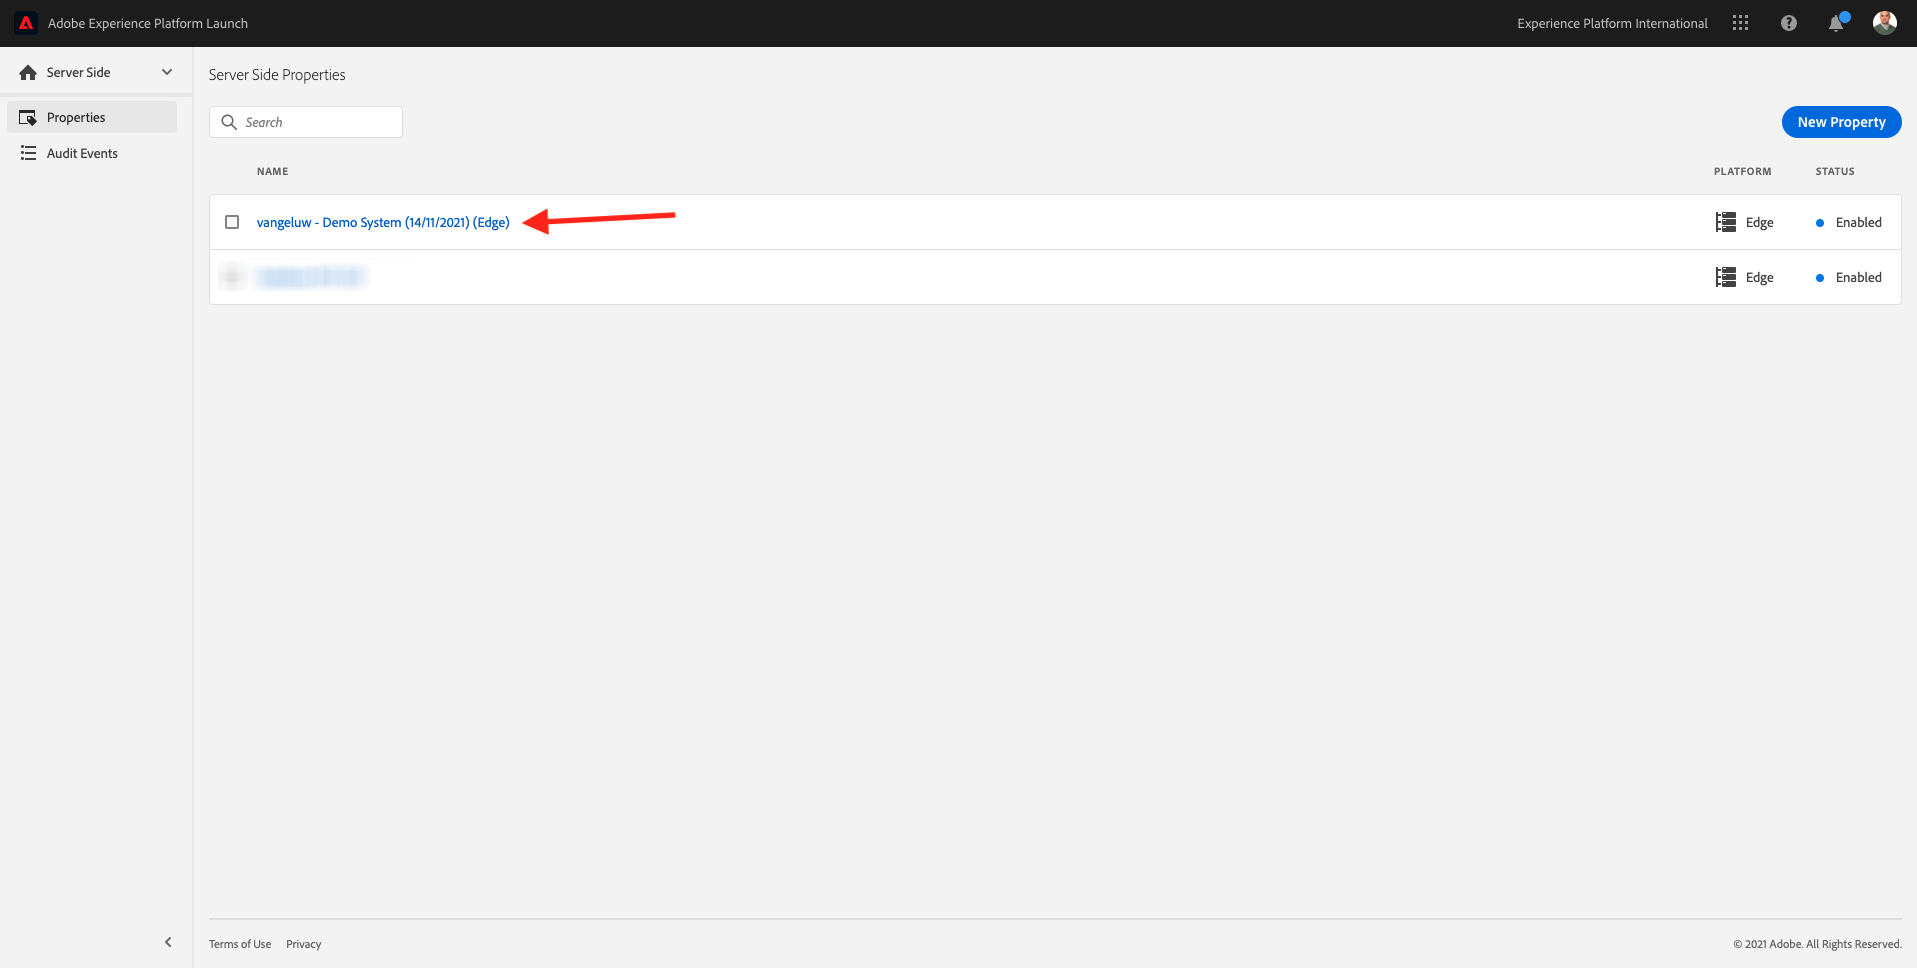 Adobe Experience Platform Launch
Experience Platform International
Server Side
Properties
Audit Events
Server Side Properties
Search
New Property
NAME
PLATFORM
STATUS
vangeluw - Demo System (14/11/2021) (Edge)
Edge
Enabled
Edge
Enabled
Terms of Use
Privacy
© 2021 Adobe. All Rights Reserved.